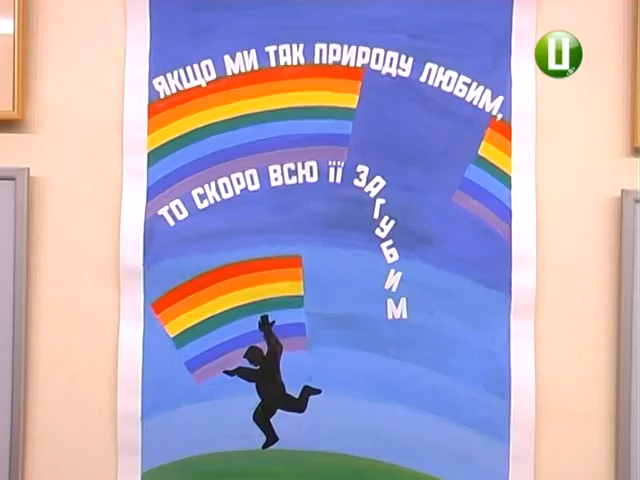 ЯКЩО МИ ТАК ПРИРОДУ ЛЮБИМ,
ТО СКОРО ВСЮ ЇЇ ЗАГУБИМ
Ц